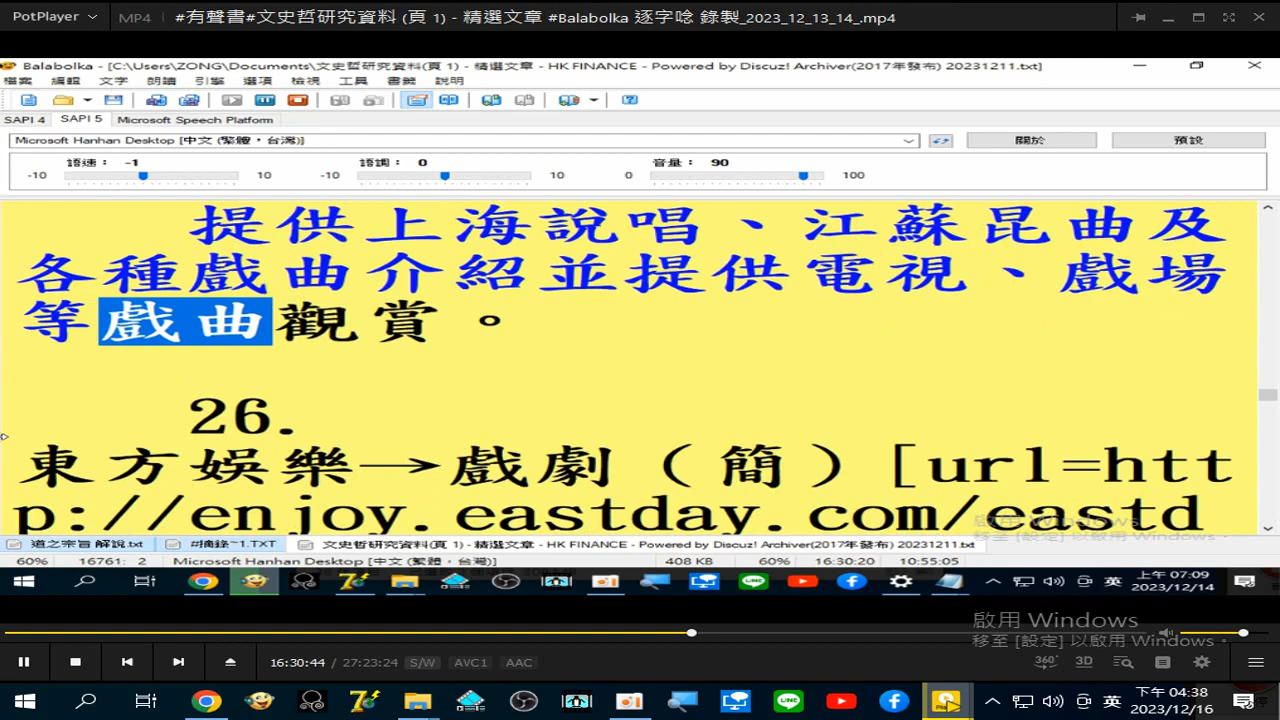 PotPlayer
MP4
#有聲書#文史哲研究資料 (頁 1) - 精選文章 #Balabolka 逐字唸 錄製_2023_12_13_14_.mp4
Balabolka - [C:\Users\ZONG\Documents\文史哲研究資料(頁 1) - 精選文章 - HK FINANCE - Powered by Discuz! Archiver(2017年發布) 20231211.txt]
檔案 編輯 文字 朗讀 引擎 選項 檢視 工具 書籤 說明
SAPI 4 SAPI 5 Microsoft Speech Platform
Microsoft Hanhan Desktop [中文 (繁體，台灣)]
關於 預設
語速： -1 語調： 0 音量： 90
-10 10 -10 10 0 100
提供上海說唱、江蘇昆曲及
各種戲曲介紹並提供電視、戲場
等戲曲觀賞。
26.
東方娛樂─→戲劇（簡）[url=htt
p://enjoy.eastday.com/eastd
啟用 Windows
移至 [設定] 以啟用 Windows。
道之宗旨 解說.txt #摘錄~1.TXT 文史哲研究資料(頁 1) - 精選文章 - HK FINANCE - Powered by Discuz! Archiver(2017年發布) 20231211.txt
60% 16761: 2 Microsoft Hanhan Desktop [中文 (繁體，台灣)] 408 KB 60% 16:30:20 10:55:05
英 上午 07:09
2023/12/14
啟用 Windows
移至 [設定] 以啟用 Windows。
16:30:44 / 27:23:24 S/W AVC1 AAC
360° 3D
英 下午 04:38
2023/12/16